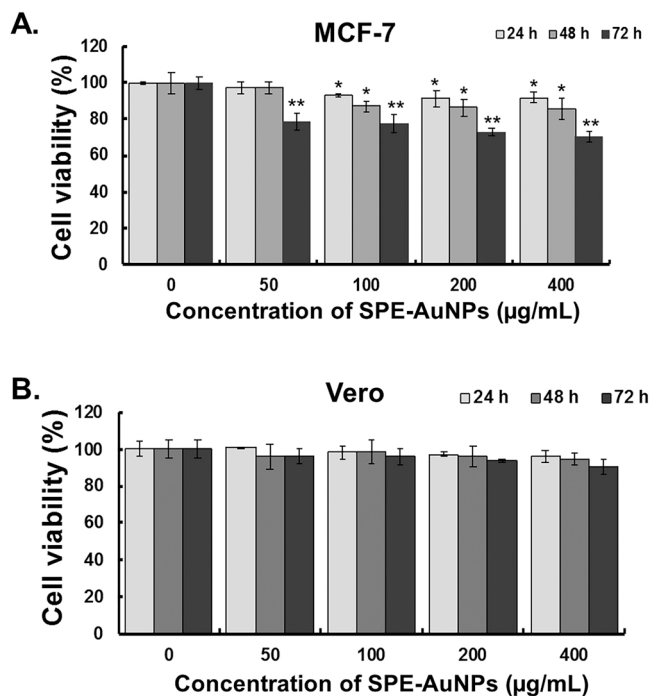 A.
MCF-7
24 h 48 h 72 h
Cell viability (%)
120
100
80
60
40
20
0
** * * ** * * ** * * **
0 50 100 200 400
Concentration of SPE-AuNPs (µg/mL)
B.
Vero
24 h 48 h 72 h
Cell viability (%)
120
100
80
60
40
20
0
0 50 100 200 400
Concentration of SPE-AuNPs (µg/mL)